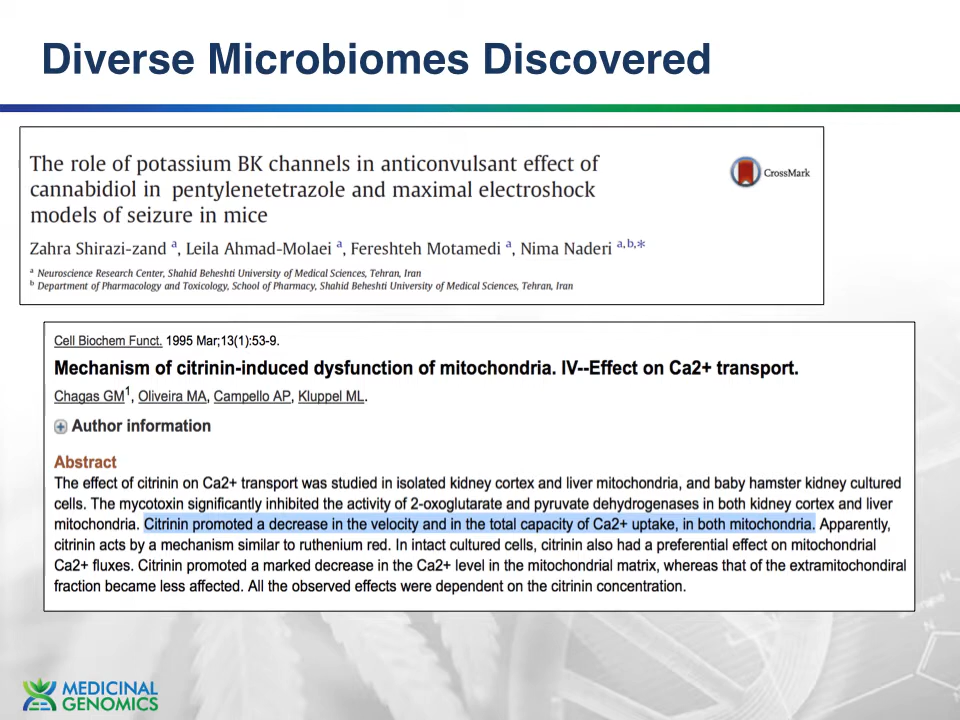 Diverse Microbiomes Discovered
The role of potassium BK channels in anticonvulsant effect of
cannabidiol in pentylenetetrazole and maximal electroshock
models of seizure in mice
CrossMark
Zahra Shirazi-zand a, Leila Ahmad-Molaei a, Fereshteh Motamedi a, Nima Naderi a,b,*
a Neuroscience Research Center, Shahid Beheshti University of Medical Sciences, Tehran, Iran
b Department of Pharmacology and Toxicology, School of Pharmacy, Shahid Beheshti University of Medical Sciences, Tehran, Iran
Cell Biochem Funct. 1995 Mar;13(1):53-9.
Mechanism of citrinin-induced dysfunction of mitochondria. IV--Effect on Ca2+ transport.
Chagas GM1, Oliveira MA, Campello AP, Kluppel ML.
Author information
Abstract
The effect of citrinin on Ca2+ transport was studied in isolated kidney cortex and liver mitochondria, and baby hamster kidney cultured
cells. The mycotoxin significantly inhibited the activity of 2-oxoglutarate and pyruvate dehydrogenases in both kidney cortex and liver
mitochondria. Citrinin promoted a decrease in the velocity and in the total capacity of Ca2+ uptake, in both mitochondria. Apparently,
citrinin acts by a mechanism similar to ruthenium red. In intact cultured cells, citrinin also had a preferential effect on mitochondrial
Ca2+ fluxes. Citrinin promoted a marked decrease in the Ca2+ level in the mitochondrial matrix, whereas that of the extramitochondiral
fraction became less affected. All the observed effects were dependent on the citrinin concentration.
MEDICINAL
GENOMICS